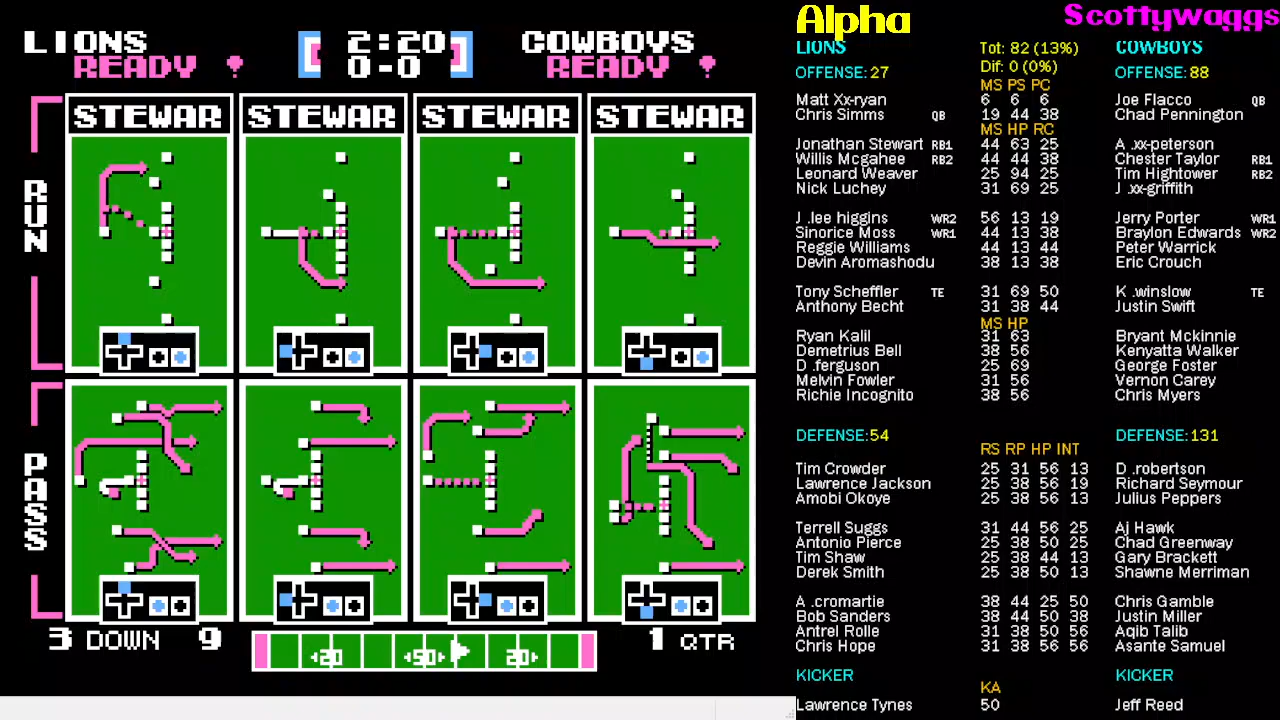 Alpha Scottywaggs
LIONS 2:20 COWBOYS
READY 0-0 READY
STEWAR STEWAR STEWAR STEWAR
RUN
PASS
3 DOWN 9 1 QTR
20 50 20
LIONS Tot: 82 (13%) COWBOYS
Dif: 0 (0%)
OFFENSE: 27 OFFENSE: 88
MS PS PC
Matt Xx-ryan 6 6 6 Joe Flacco QB
Chris Simms QB 19 44 38 Chad Pennington
MS HP RC
Jonathan Stewart RB1 44 63 25 A .xx-peterson
Willis Mcgahee RB2 44 44 38 Chester Taylor RB1
Leonard Weaver 25 94 25 Tim Hightower RB2
Nick Luchey 31 69 25 J .xx-griffith
J .lee higgins WR2 56 13 19 Jerry Porter WR1
Sinorice Moss WR1 44 13 38 Braylon Edwards WR2
Reggie Williams 44 13 44 Peter Warrick
Devin Aromashodu 38 13 38 Eric Crouch
Tony Scheffler TE 31 69 50 K .winslow TE
Anthony Becht 31 38 44 Justin Swift
MS HP
Ryan Kalil 31 63 Bryant Mckinnie
Demetrius Bell 38 56 Kenyatta Walker
D .ferguson 25 69 George Foster
Melvin Fowler 31 56 Vernon Carey
Richie Incognito 38 56 Chris Myers
DEFENSE: 54 DEFENSE: 131
RS RP HP INT
Tim Crowder 25 31 56 13 D .robertson
Lawrence Jackson 25 38 56 19 Richard Seymour
Amobi Okoye 25 38 56 13 Julius Peppers
Terrell Suggs 31 44 56 25 Aj Hawk
Antonio Pierce 25 38 50 25 Chad Greenway
Tim Shaw 25 38 44 13 Gary Brackett
Derek Smith 25 38 50 13 Shawne Merriman
A .cromartie 38 44 25 50 Chris Gamble
Bob Sanders 38 44 50 38 Justin Miller
Antrel Rolle 31 38 50 56 Aqib Talib
Chris Hope 31 38 56 56 Asante Samuel
KICKER KICKER
KA
Lawrence Tynes 50 Jeff Reed